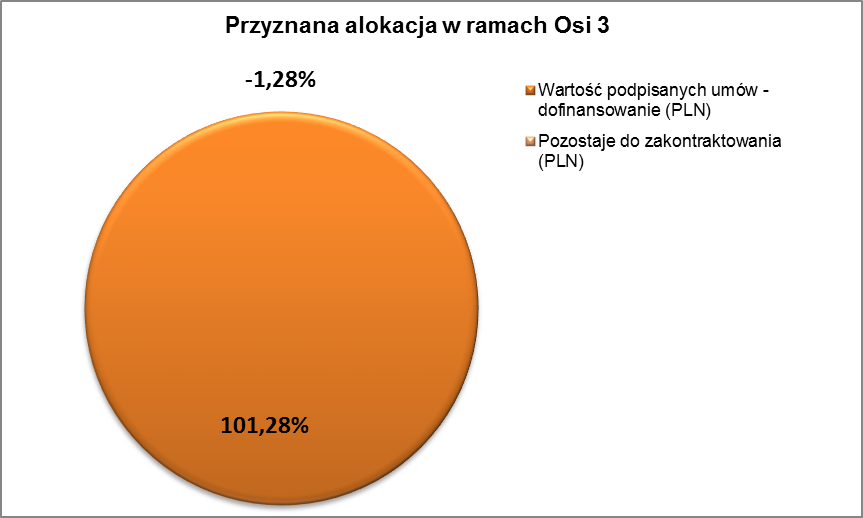 Przyznana alokacja w ramach Osi 3
-1,28%
Wartość podpisanych umów -
dofinansowanie (PLN)
Pozostaje do zakontraktowania
(PLN)
101,28%